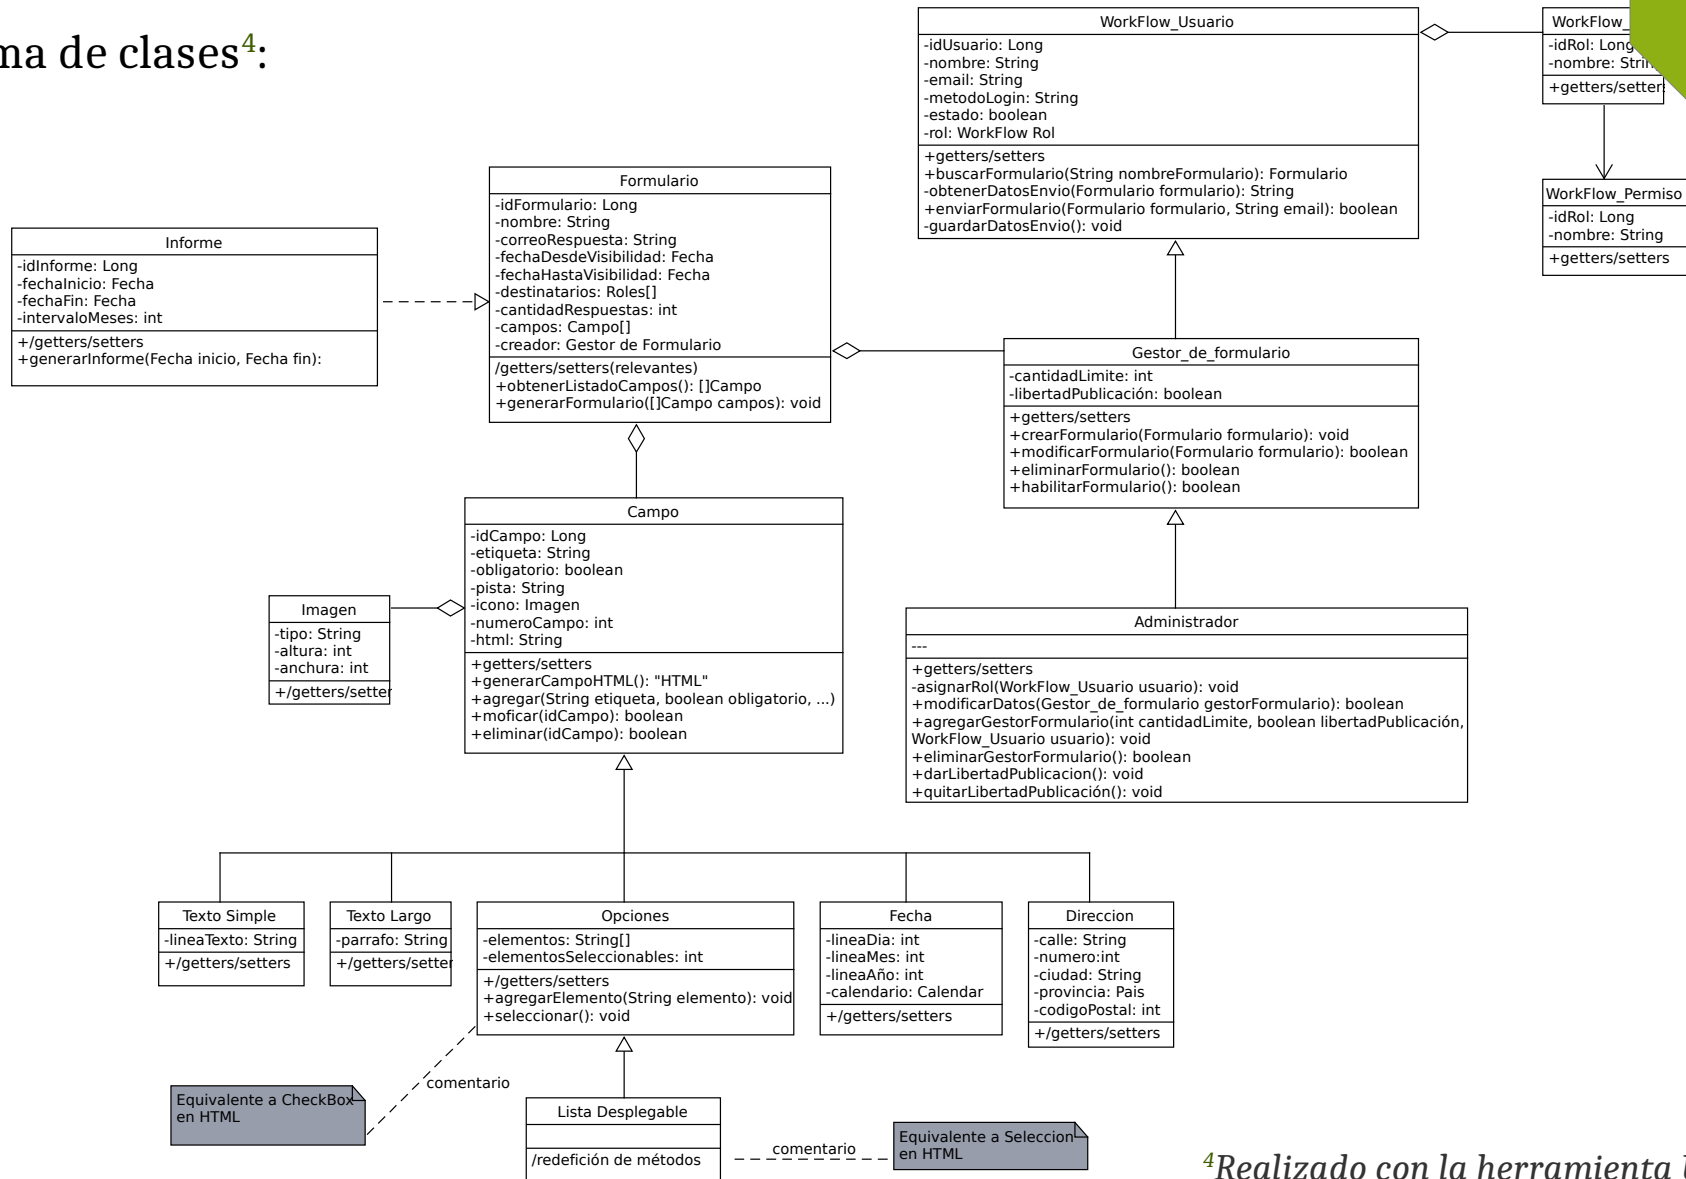 ma de clases⁴:
WorkFlow_Usuario
-idUsuario: Long
-nombre: String
-email: String
-metodoLogin: String
-estado: boolean
-rol: WorkFlow Rol
+getters/setters
+buscarFormulario(String nombreFormulario): Formulario
-obtenerDatosEnvio(Formulario formulario): String
+enviarFormulario(Formulario formulario, String email): boolean
-guardarDatosEnvio(): void
WorkFlow_
-idRol: Long
-nombre: Strin
+getters/setter
WorkFlow_Permiso
-idRol: Long
-nombre: String
+getters/setters
Formulario
-idFormulario: Long
-nombre: String
-correoRespuesta: String
-fechaDesdeVisibilidad: Fecha
-fechaHastaVisibilidad: Fecha
-destinatarios: Roles[]
-cantidadRespuestas: int
-campos: Campo[]
-creador: Gestor de Formulario
/getters/setters(relevantes)
+obtenerListadoCampos(): []Campo
+generarFormulario([]Campo campos): void
Informe
-idInforme: Long
-fechaInicio: Fecha
-fechaFin: Fecha
-intervaloMeses: int
+/getters/setters
+generarInforme(Fecha inicio, Fecha fin):
Gestor_de_formulario
-cantidadLimite: int
-libertadPublicación: boolean
+getters/setters
+crearFormulario(Formulario formulario): void
+modificarFormulario(Formulario formulario): boolean
+eliminarFormulario(): boolean
+habilitarFormulario(): boolean
Campo
-idCampo: Long
-etiqueta: String
-obligatorio: boolean
-pista: String
-icono: Imagen
-numeroCampo: int
-html: String
+getters/setters
+generarCampoHTML(): "HTML"
+agregar(String etiqueta, boolean obligatorio, ...)
+moficar(idCampo): boolean
+eliminar(idCampo): boolean
Imagen
-tipo: String
-altura: int
-anchura: int
+/getters/setter
Administrador
---
+getters/setters
-asignarRol(WorkFlow_Usuario usuario): void
+modificarDatos(Gestor_de_formulario gestorFormulario): boolean
+agregarGestorFormulario(int cantidadLimite, boolean libertadPublicación,
WorkFlow_Usuario usuario): void
+eliminarGestorFormulario(): boolean
+darLibertadPublicacion(): void
+quitarLibertadPublicación(): void
Texto Simple
-lineaTexto: String
+/getters/setters
Texto Largo
-parrafo: String
+/getters/setter
Opciones
-elementos: String[]
-elementosSeleccionables: int
+/getters/setters
+agregarElemento(String elemento): void
+seleccionar(): void
Fecha
-lineaDia: int
-lineaMes: int
-lineaAño: int
-calendario: Calendar
+/getters/setters
Direccion
-calle: String
-numero:int
-ciudad: String
-provincia: Pais
-codigoPostal: int
+/getters/setters
comentario
Equivalente a CheckBox
en HTML
Lista Desplegable
/redefición de métodos
comentario
Equivalente a Seleccion
en HTML
⁴Realizado con la herramienta